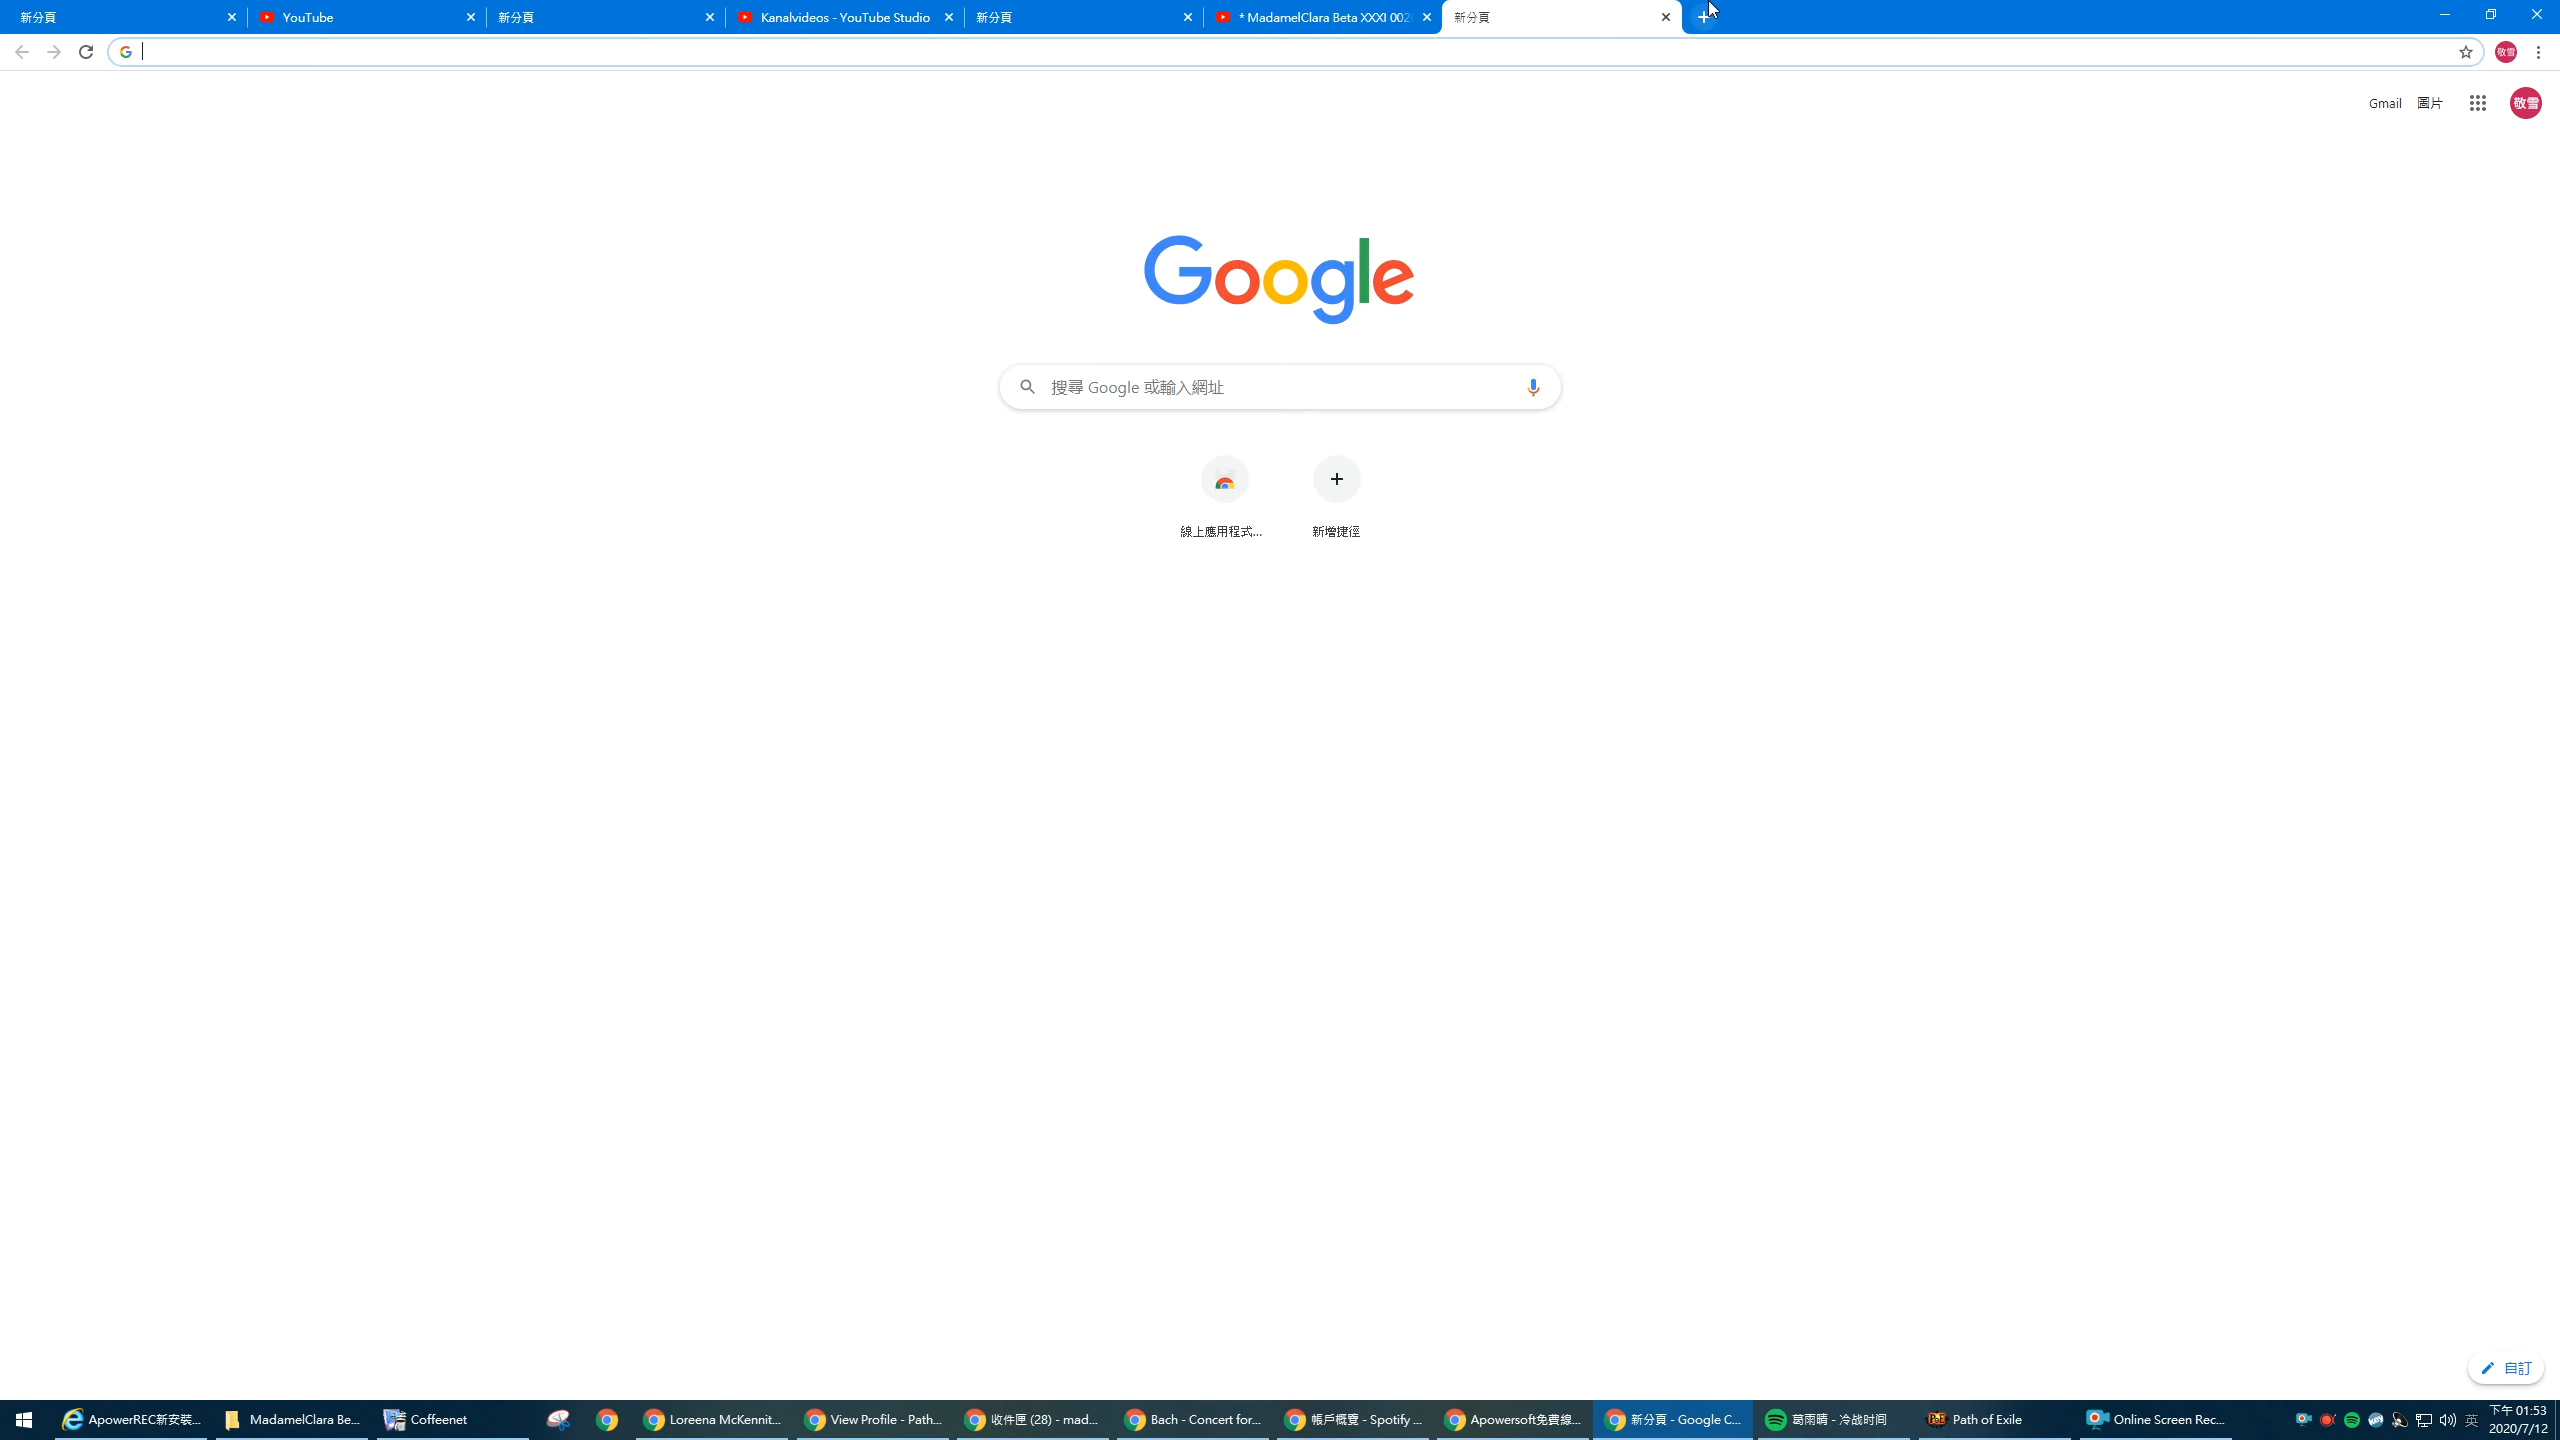 新分頁
YouTube
新分頁
Kanalvideos - YouTube Studio
新分頁
* MadamelClara Beta XXXI 002
新分頁
敬雪
Gmail
圖片
敬雪
Google
搜尋 Google 或輸入網址
線上應用程式...
新增捷徑
自訂
ApowerREC新安裝...
MadamelClara Be...
Coffeenet
Loreena McKennit...
View Profile - Path...
收件匣 (28) - mad...
Bach - Concert for...
帳戶概覽 - Spotify ...
Apowersoft免費線...
新分頁 - Google C...
葛雨晴 - 冷战时间
Path of Exile
Online Screen Rec...
英
下午 01:53
2020/7/12